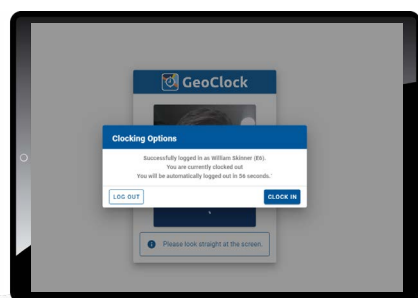 GeoClock
Clocking Options
Successfully logged in as William Skinner (E6).
You are currently clocked out
You will be automatically logged out in 56 seconds.
LOG OUT
CLOCK IN
Please look straight at the screen.